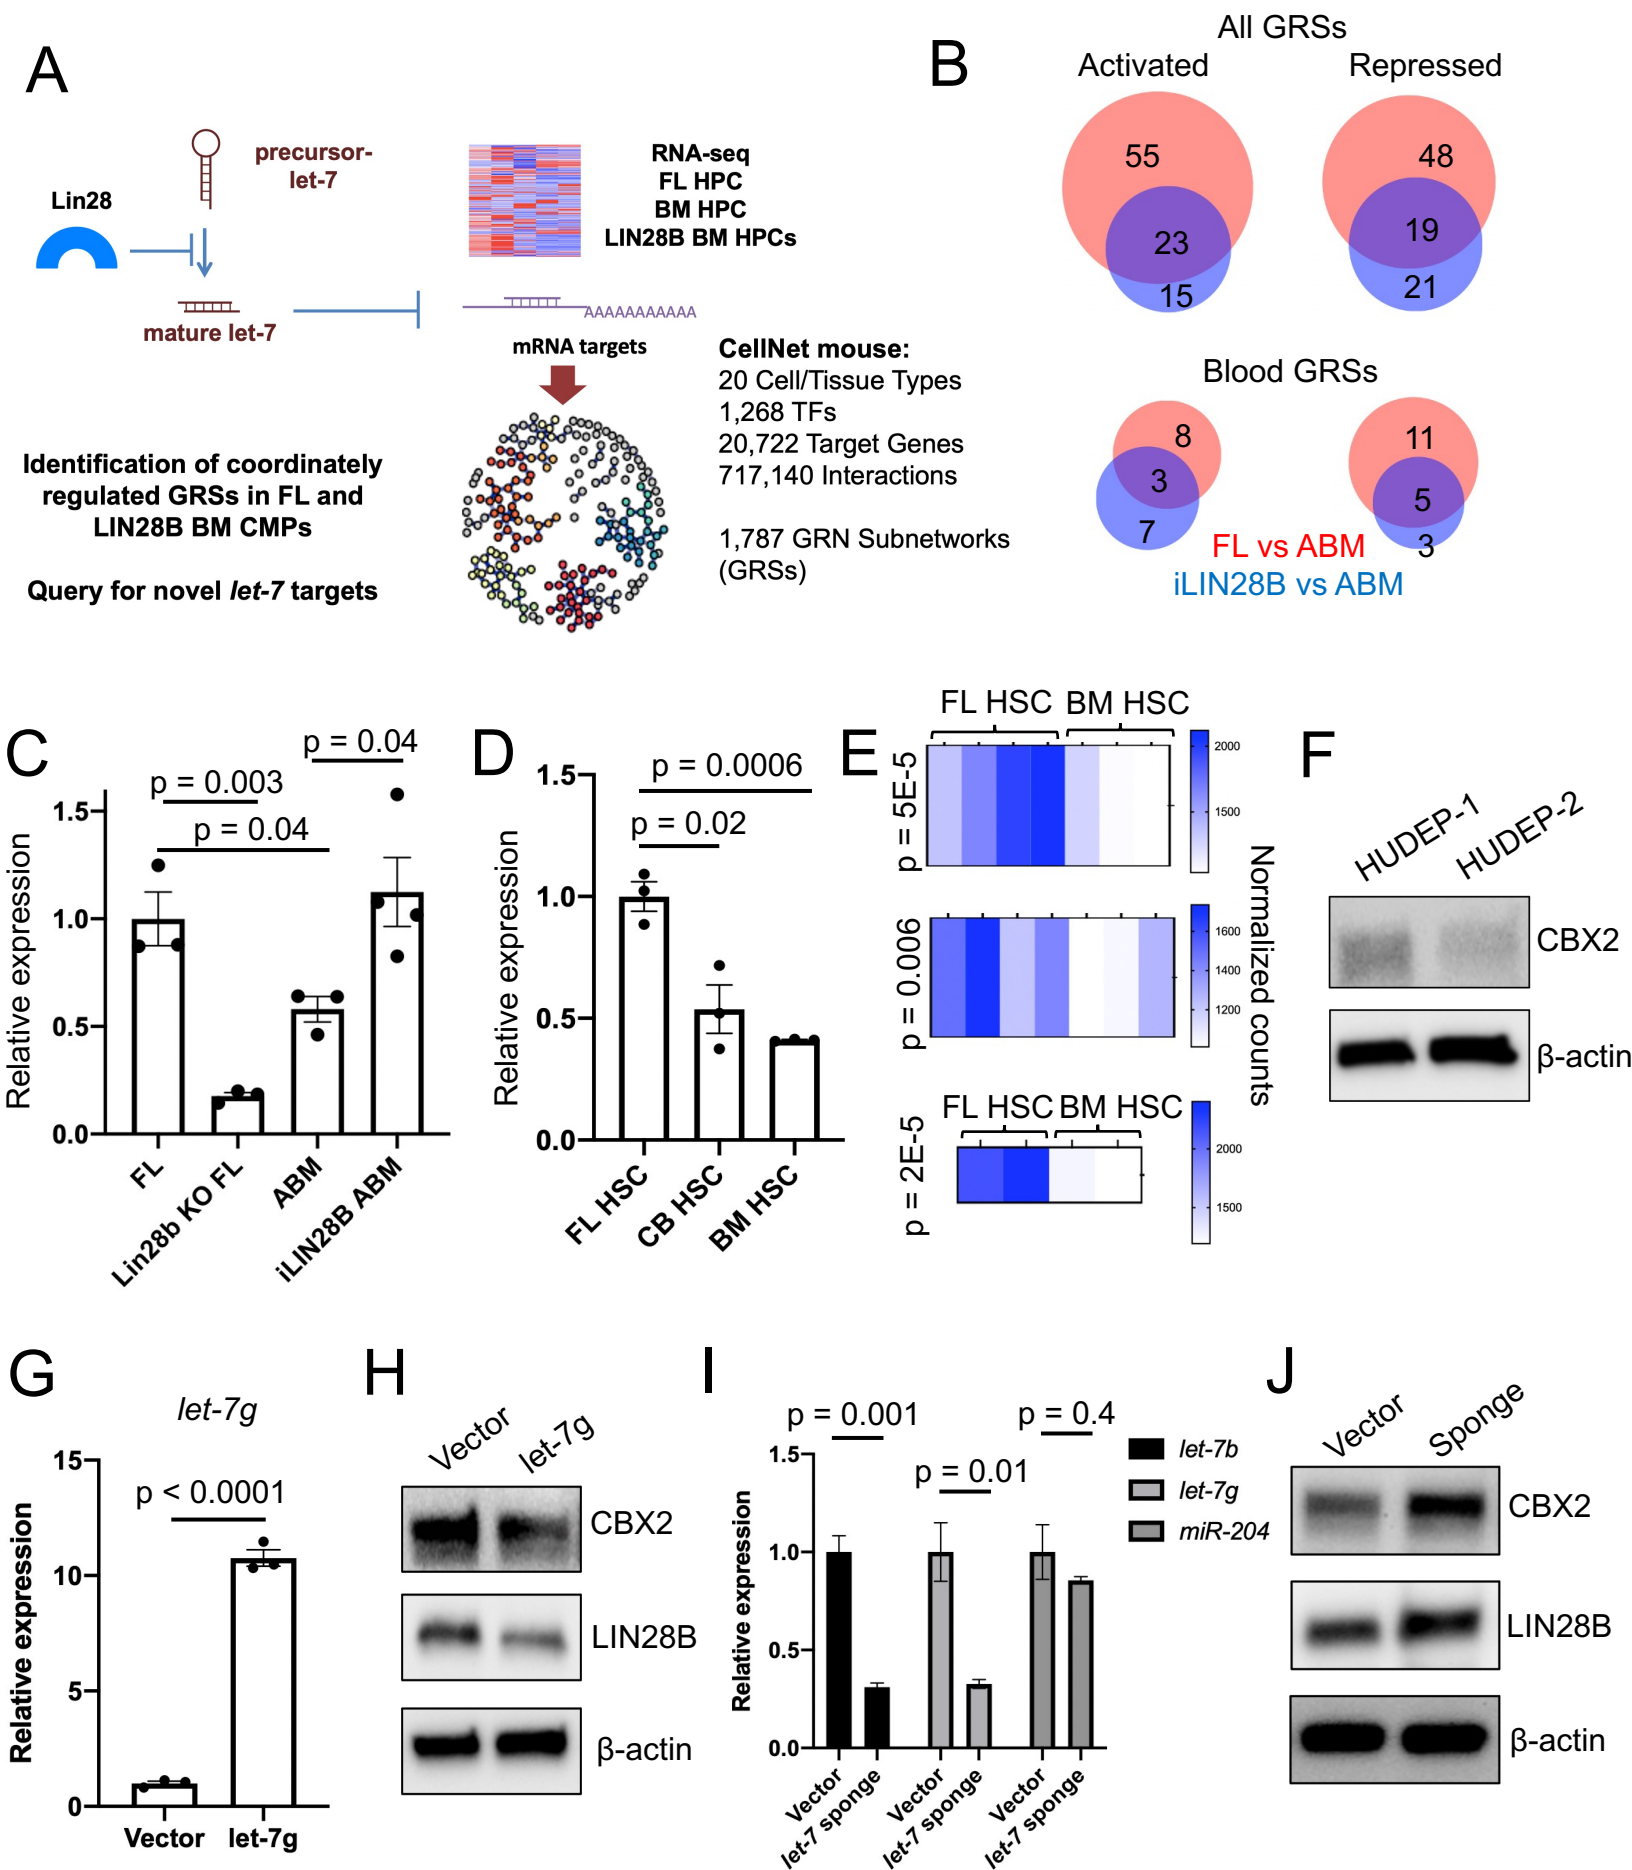 A
precursor-
let-7
Lin28
mature let-7
RNA-seq
FL HPC
BM HPC
LIN28B BM HPCs
AAAAAAAAAAA
mRNA targets
CellNet mouse:
20 Cell/Tissue Types
1,268 TFs
20,722 Target Genes
717,140 Interactions
1,787 GRN Subnetworks
(GRSs)
Identification of coordinately
regulated GRSs in FL and
LIN28B BM CMPs
Query for novel let-7 targets
B
All GRSs
Activated
Repressed
55
23
15
48
19
21
Blood GRSs
8
3
7
11
5
3
FL vs ABM
iLIN28B vs ABM
C
p = 0.04
p = 0.003
p = 0.04
Relative expression
1.5
1.0
0.5
0.0
FL
Lin28b KO FL
ABM
iLIN28B ABM
D
p = 0.0006
p = 0.02
Relative expression
1.5
1.0
0.5
0.0
FL HSC
CB HSC
BM HSC
E
FL HSC
BM HSC
p = 5E-5
2000
1500
p = 0.006
1600
1400
1200
Normalized counts
FL HSC
BM HSC
p = 2E-5
2000
1500
F
HUDEP-1
HUDEP-2
CBX2
β-actin
G
let-7g
p < 0.0001
Relative expression
15
10
5
0
Vector
let-7g
H
Vector
let-7g
CBX2
LIN28B
β-actin
I
p = 0.001
p = 0.01
p = 0.4
let-7b
let-7g
miR-204
Relative expression
1.5
1.0
0.5
0.0
Vector
let-7 sponge
Vector
let-7 sponge
Vector
let-7 sponge
J
Vector
Sponge
CBX2
LIN28B
β-actin